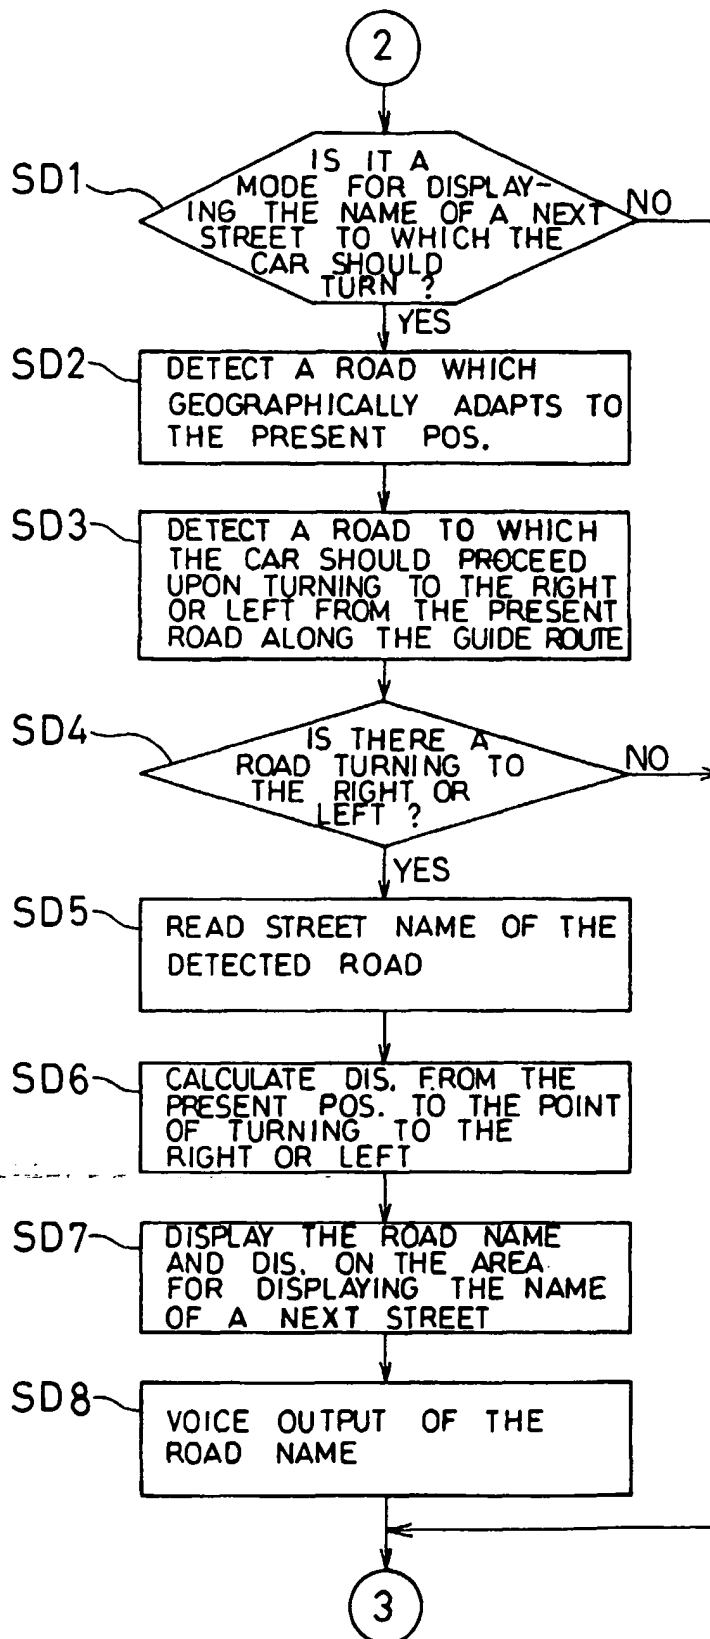 2
SD1
IS IT A
MODE FOR DISPLAY-
ING THE NAME OF A NEXT
STREET TO WHICH THE
CAR SHOULD
TURN ?
NO
YES
SD2
DETECT A ROAD WHICH
GEOGRAPHICALLY ADAPTS TO
THE PRESENT POS.
SD3
DETECT A ROAD TO WHICH
THE CAR SHOULD PROCEED
UPON TURNING TO THE RIGHT
OR LEFT FROM THE PRESENT
ROAD ALONG THE GUIDE ROUTE
SD4
IS THERE A
ROAD TURNING TO
THE RIGHT OR
LEFT ?
NO
YES
SD5
READ STREET NAME OF THE
DETECTED ROAD
SD6
CALCULATE DIS. FROM THE
PRESENT POS. TO THE POINT
OF TURNING TO THE
RIGHT OR LEFT
SD7
DISPLAY THE ROAD NAME
AND DIS. ON THE AREA
FOR DISPLAYING THE NAME
OF A NEXT STREET
SD8
VOICE OUTPUT OF THE
ROAD NAME
3